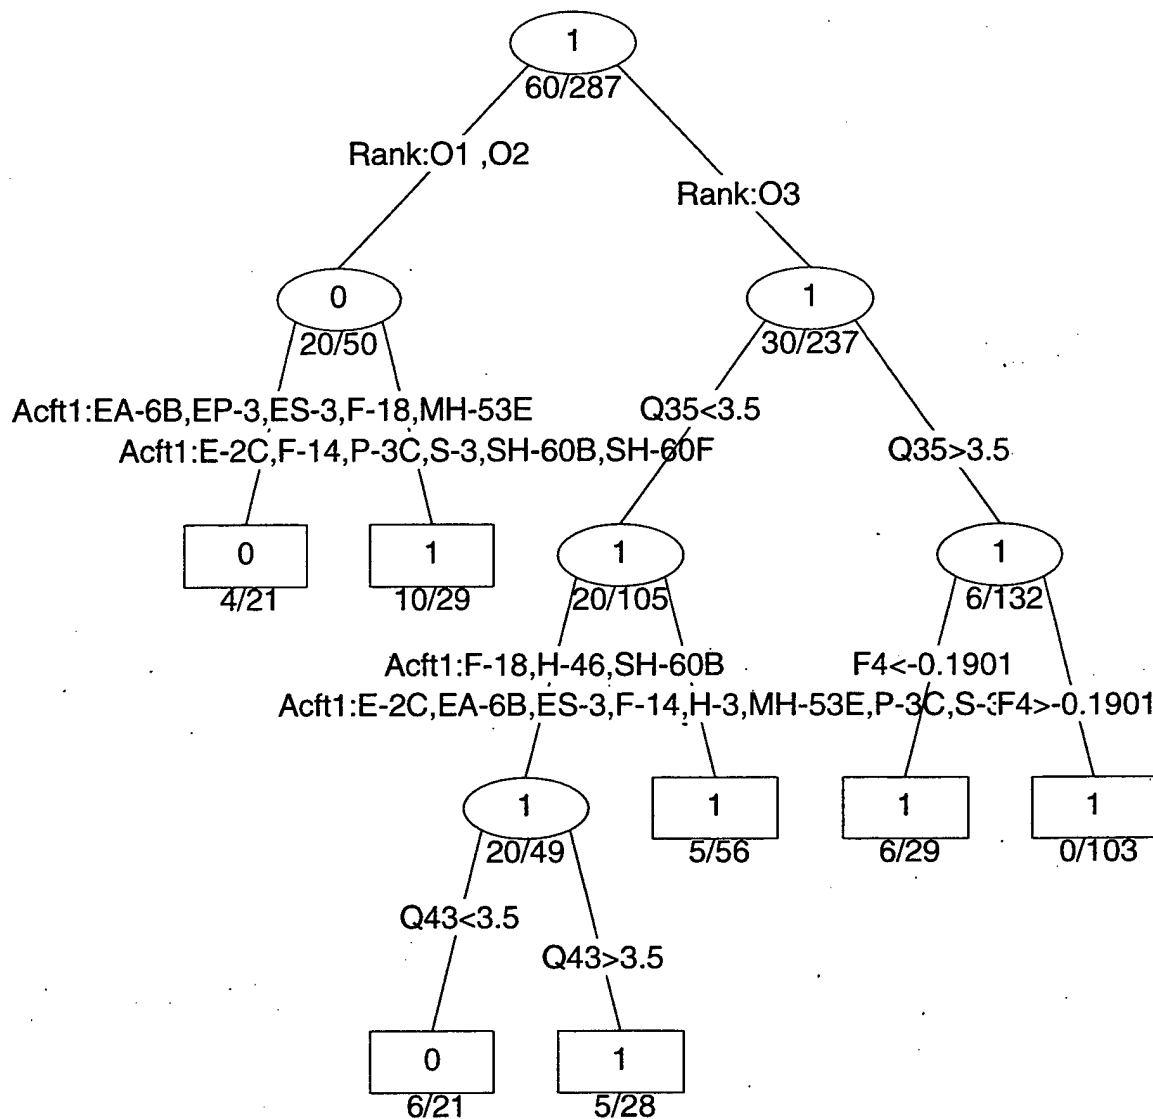 1
60/287
Rank:O1 ,O2
Rank:O3
0
1
20/50
30/237
Acft1:EA-6B,EP-3,ES-3,F-18,MH-53E
Q35<3.5
Acft1:E-2C,F-14,P-3C,S-3,SH-60B,SH-60F
Q35>3.5
0
1
1
1
4/21
10/29
20/105
6/132
Acft1:F-18,H-46,SH-60B
F4<-0.1901
Acft1:E-2C,EA-6B,ES-3,F-14,H-3,MH-53E,P-3C,S-3
F4>-0.1901
1
1
1
1
20/49
5/56
6/29
0/103
Q43<3.5
Q43>3.5
0
1
6/21
5/28